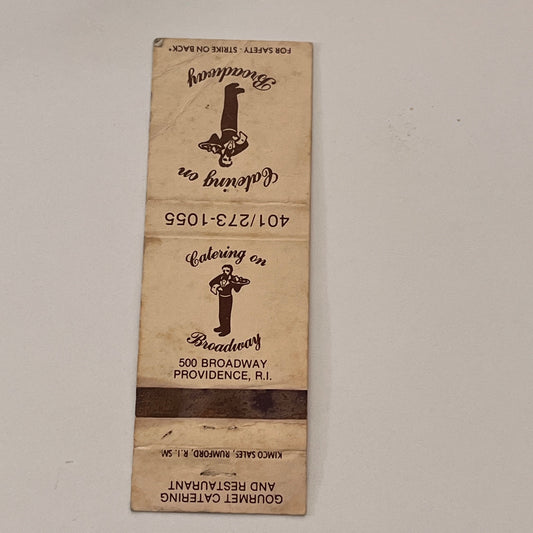 FOR SAFETY - STRIKE ON BACK*
Catering on
Broadway
401/273-1055
Catering on
Broadway
500 BROADWAY
PROVIDENCE, R.I.
KIMCO SALES, RUMFORD, R.I. SM
GOURMET CATERING
AND RESTAURANT